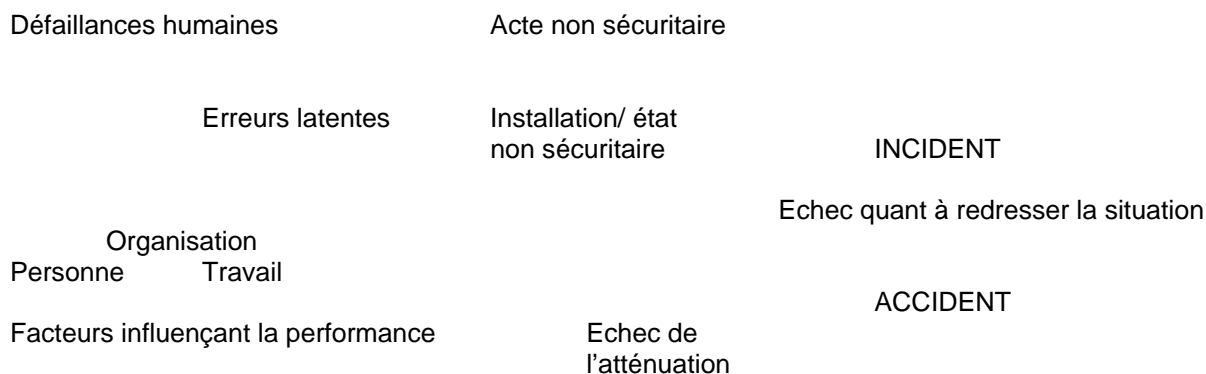 Défaillances humaines Acte non sécuritaire
Erreurs latentes Installation/ état
non sécuritaire INCIDENT
Echec quant à redresser la situation
Organisation
Personne Travail
ACCIDENT
Facteurs influençant la performance Echec de
l’atténuation